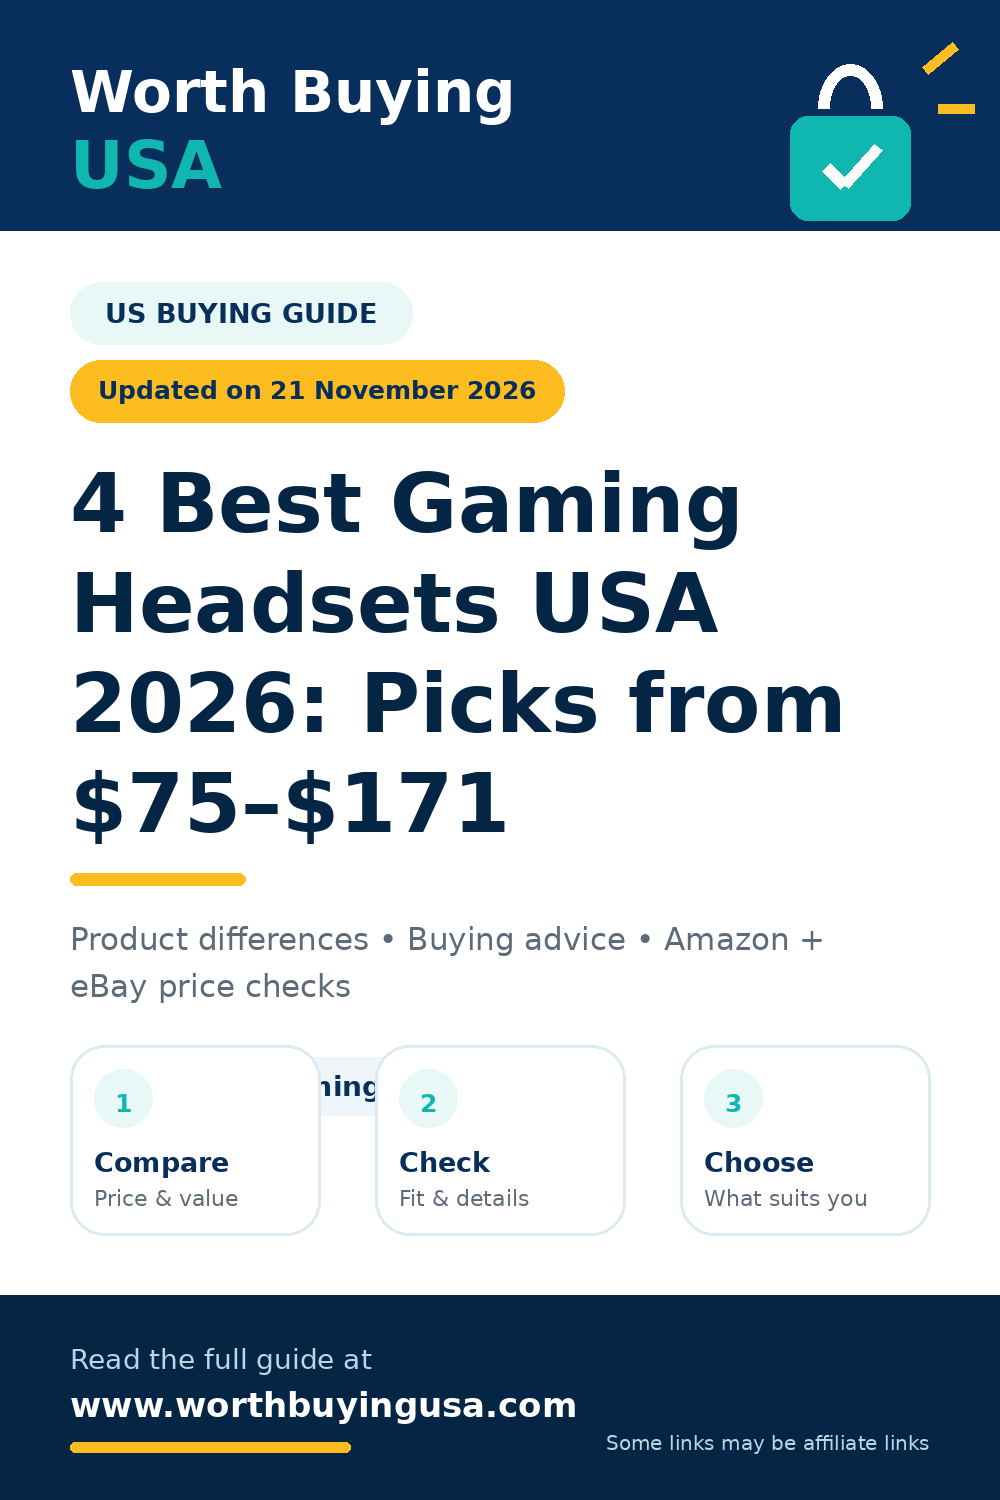 Worth Buying
USA
US BUYING GUIDE
Updated on 21 November 2026
4 Best Gaming
Headsets USA
2026: Picks from
$75–$171
Product differences • Buying advice • Amazon +
eBay price checks
1
Compare
Price & value
2
Check
Fit & details
3
Choose
What suits you
Read the full guide at
www.worthbuyingusa.com
Some links may be affiliate links